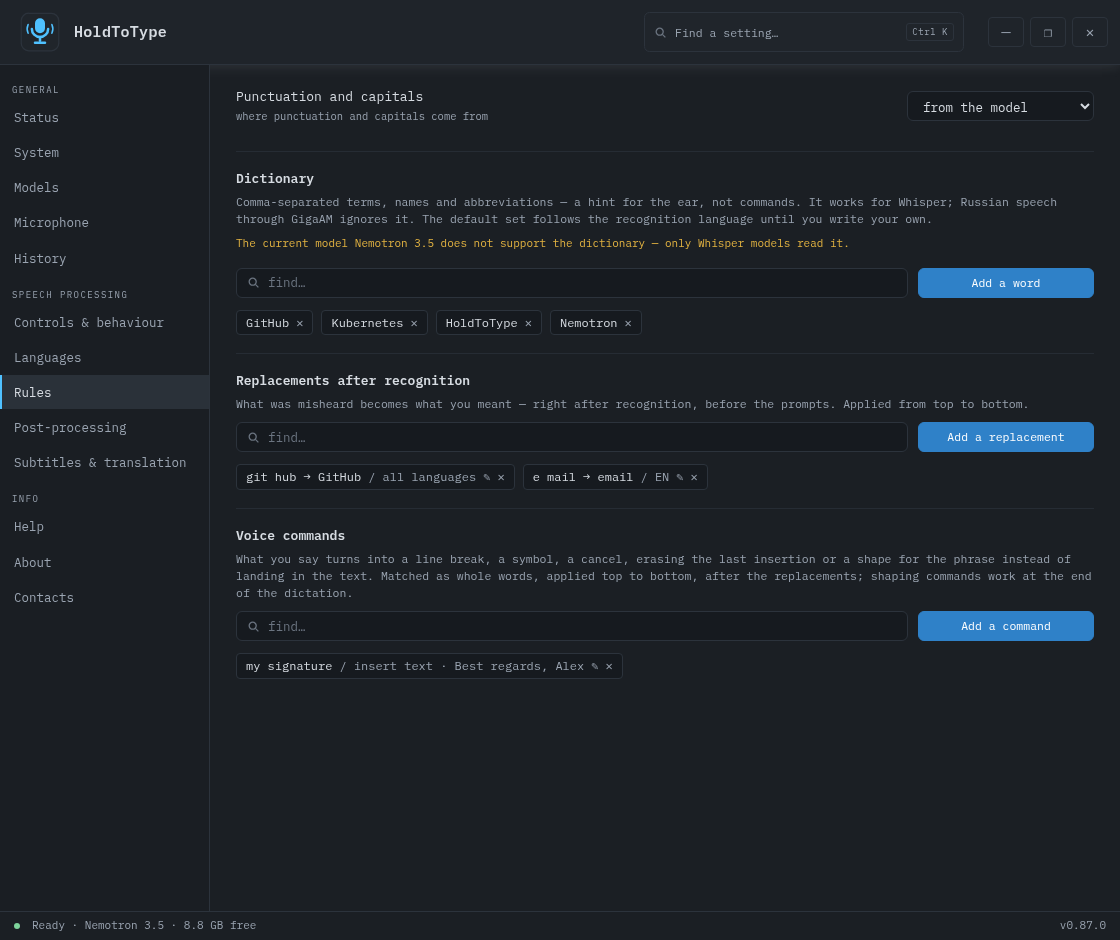 HoldToType
Find a setting…
Ctrl K
GENERAL
Status
System
Models
Microphone
History
SPEECH PROCESSING
Controls & behaviour
Languages
Rules
Post-processing
Subtitles & translation
INFO
Help
About
Contacts
Punctuation and capitals
where punctuation and capitals come from
from the model
Dictionary
Comma-separated terms, names and abbreviations — a hint for the ear, not commands. It works for Whisper; Russian speech
through GigaAM ignores it. The default set follows the recognition language until you write your own.
The current model Nemotron 3.5 does not support the dictionary — only Whisper models read it.
find…
Add a word
GitHub ×
Kubernetes ×
HoldToType ×
Nemotron ×
Replacements after recognition
What was misheard becomes what you meant — right after recognition, before the prompts. Applied from top to bottom.
find…
Add a replacement
git hub → GitHub / all languages ✎ ×
e mail → email / EN ✎ ×
Voice commands
What you say turns into a line break, a symbol, a cancel, erasing the last insertion or a shape for the phrase instead of
landing in the text. Matched as whole words, applied top to bottom, after the replacements; shaping commands work at the end
of the dictation.
find…
Add a command
my signature / insert text · Best regards, Alex ✎ ×
Ready · Nemotron 3.5 · 8.8 GB free
v0.87.0